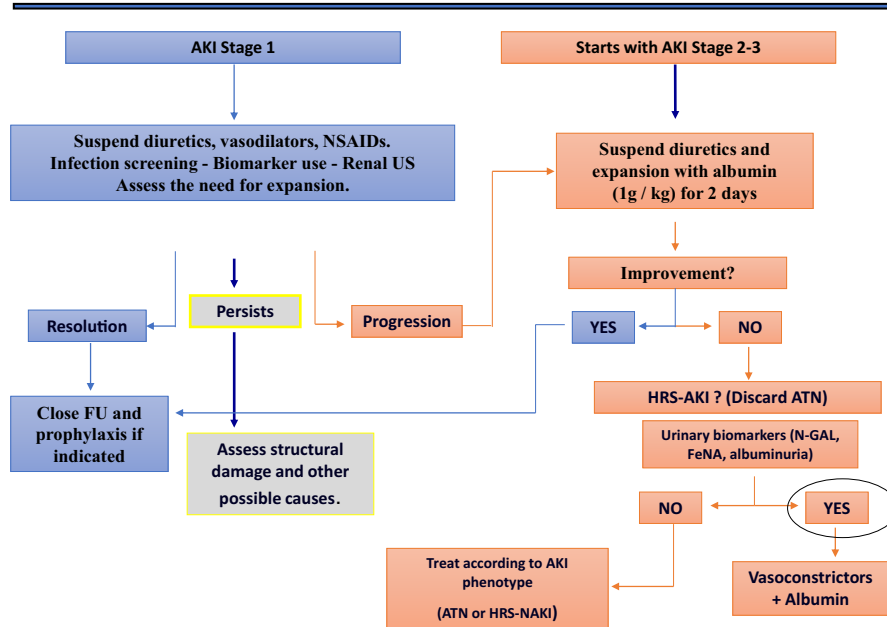 AKI Stage 1
Starts with AKI Stage 2-3
Suspend diuretics, vasodilators, NSAIDs.
Infection screening - Biomarker use - Renal US
Assess the need for expansion.
Suspend diuretics and
expansion with albumin
(1g / kg) for 2 days
Improvement?
Resolution
Persists
Progression
YES
NO
Close FU and
prophylaxis if
indicated
Assess structural
damage and other
possible causes.
HRS-AKI ? (Discard ATN)
Urinary biomarkers (N-GAL,
FeNA, albuminuria)
NO
YES
Treat according to AKI
phenotype
(ATN or HRS-NAKI)
Vasoconstrictors
+ Albumin